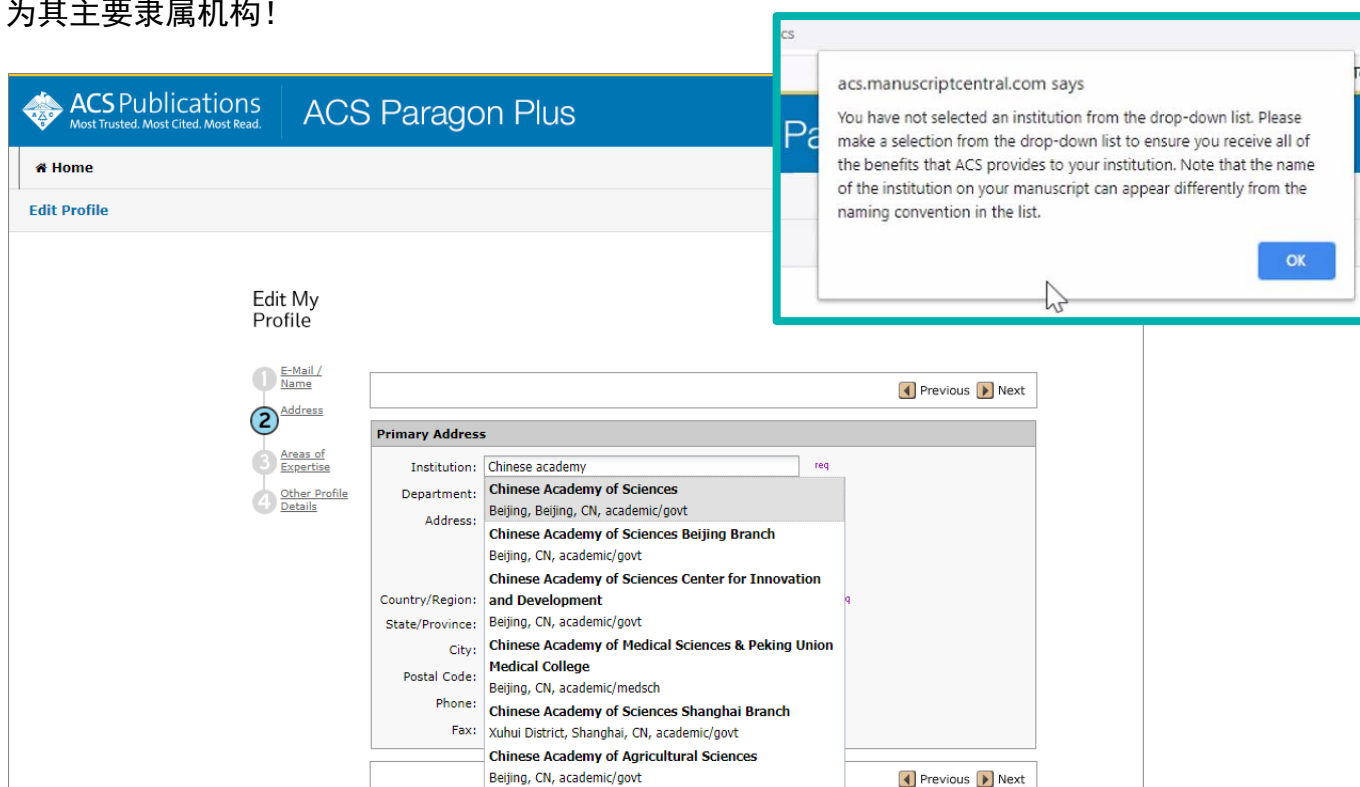 为其主要隶属机构！
cs
acs.manuscriptcentral.com says
You have not selected an institution from the drop-down list. Please
make a selection from the drop-down list to ensure you receive all of
the benefits that ACS provides to your institution. Note that the name
of the institution on your manuscript can appear differently from the
naming convention in the list.
OK
Pa
ACS Publications
Most Trusted. Most Cited. Most Read.
ACS Paragon Plus
Home
Edit Profile
Edit My
Profile
1 E-Mail /
Name
2 Address
3 Areas of
Expertise
4 Other Profile
Details
Previous Next
Primary Address
Institution: Chinese academy req
Department:
Address:
Country/Region:
State/Province:
City:
Postal Code:
Phone:
Fax:
Chinese Academy of Sciences
Beijing, Beijing, CN, academic/govt
Chinese Academy of Sciences Beijing Branch
Beijing, CN, academic/govt
Chinese Academy of Sciences Center for Innovation
and Development
Beijing, CN, academic/govt
Chinese Academy of Medical Sciences & Peking Union
Medical College
Beijing, CN, academic/medsch
Chinese Academy of Sciences Shanghai Branch
Xuhui District, Shanghai, CN, academic/govt
Chinese Academy of Agricultural Sciences
Beijing, CN, academic/govt
Previous Next